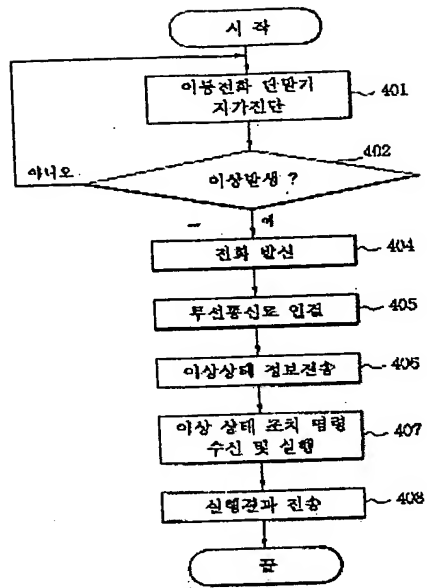 시 작
이동전화 단말기
자가진단
401
402
아니오
이상발생 ?
예
전화 발신
404
무선통신로 연결
405
이상상태 정보전송
406
이상 상태 조치 명령
수신 및 실행
407
실행결과 전송
408
끝